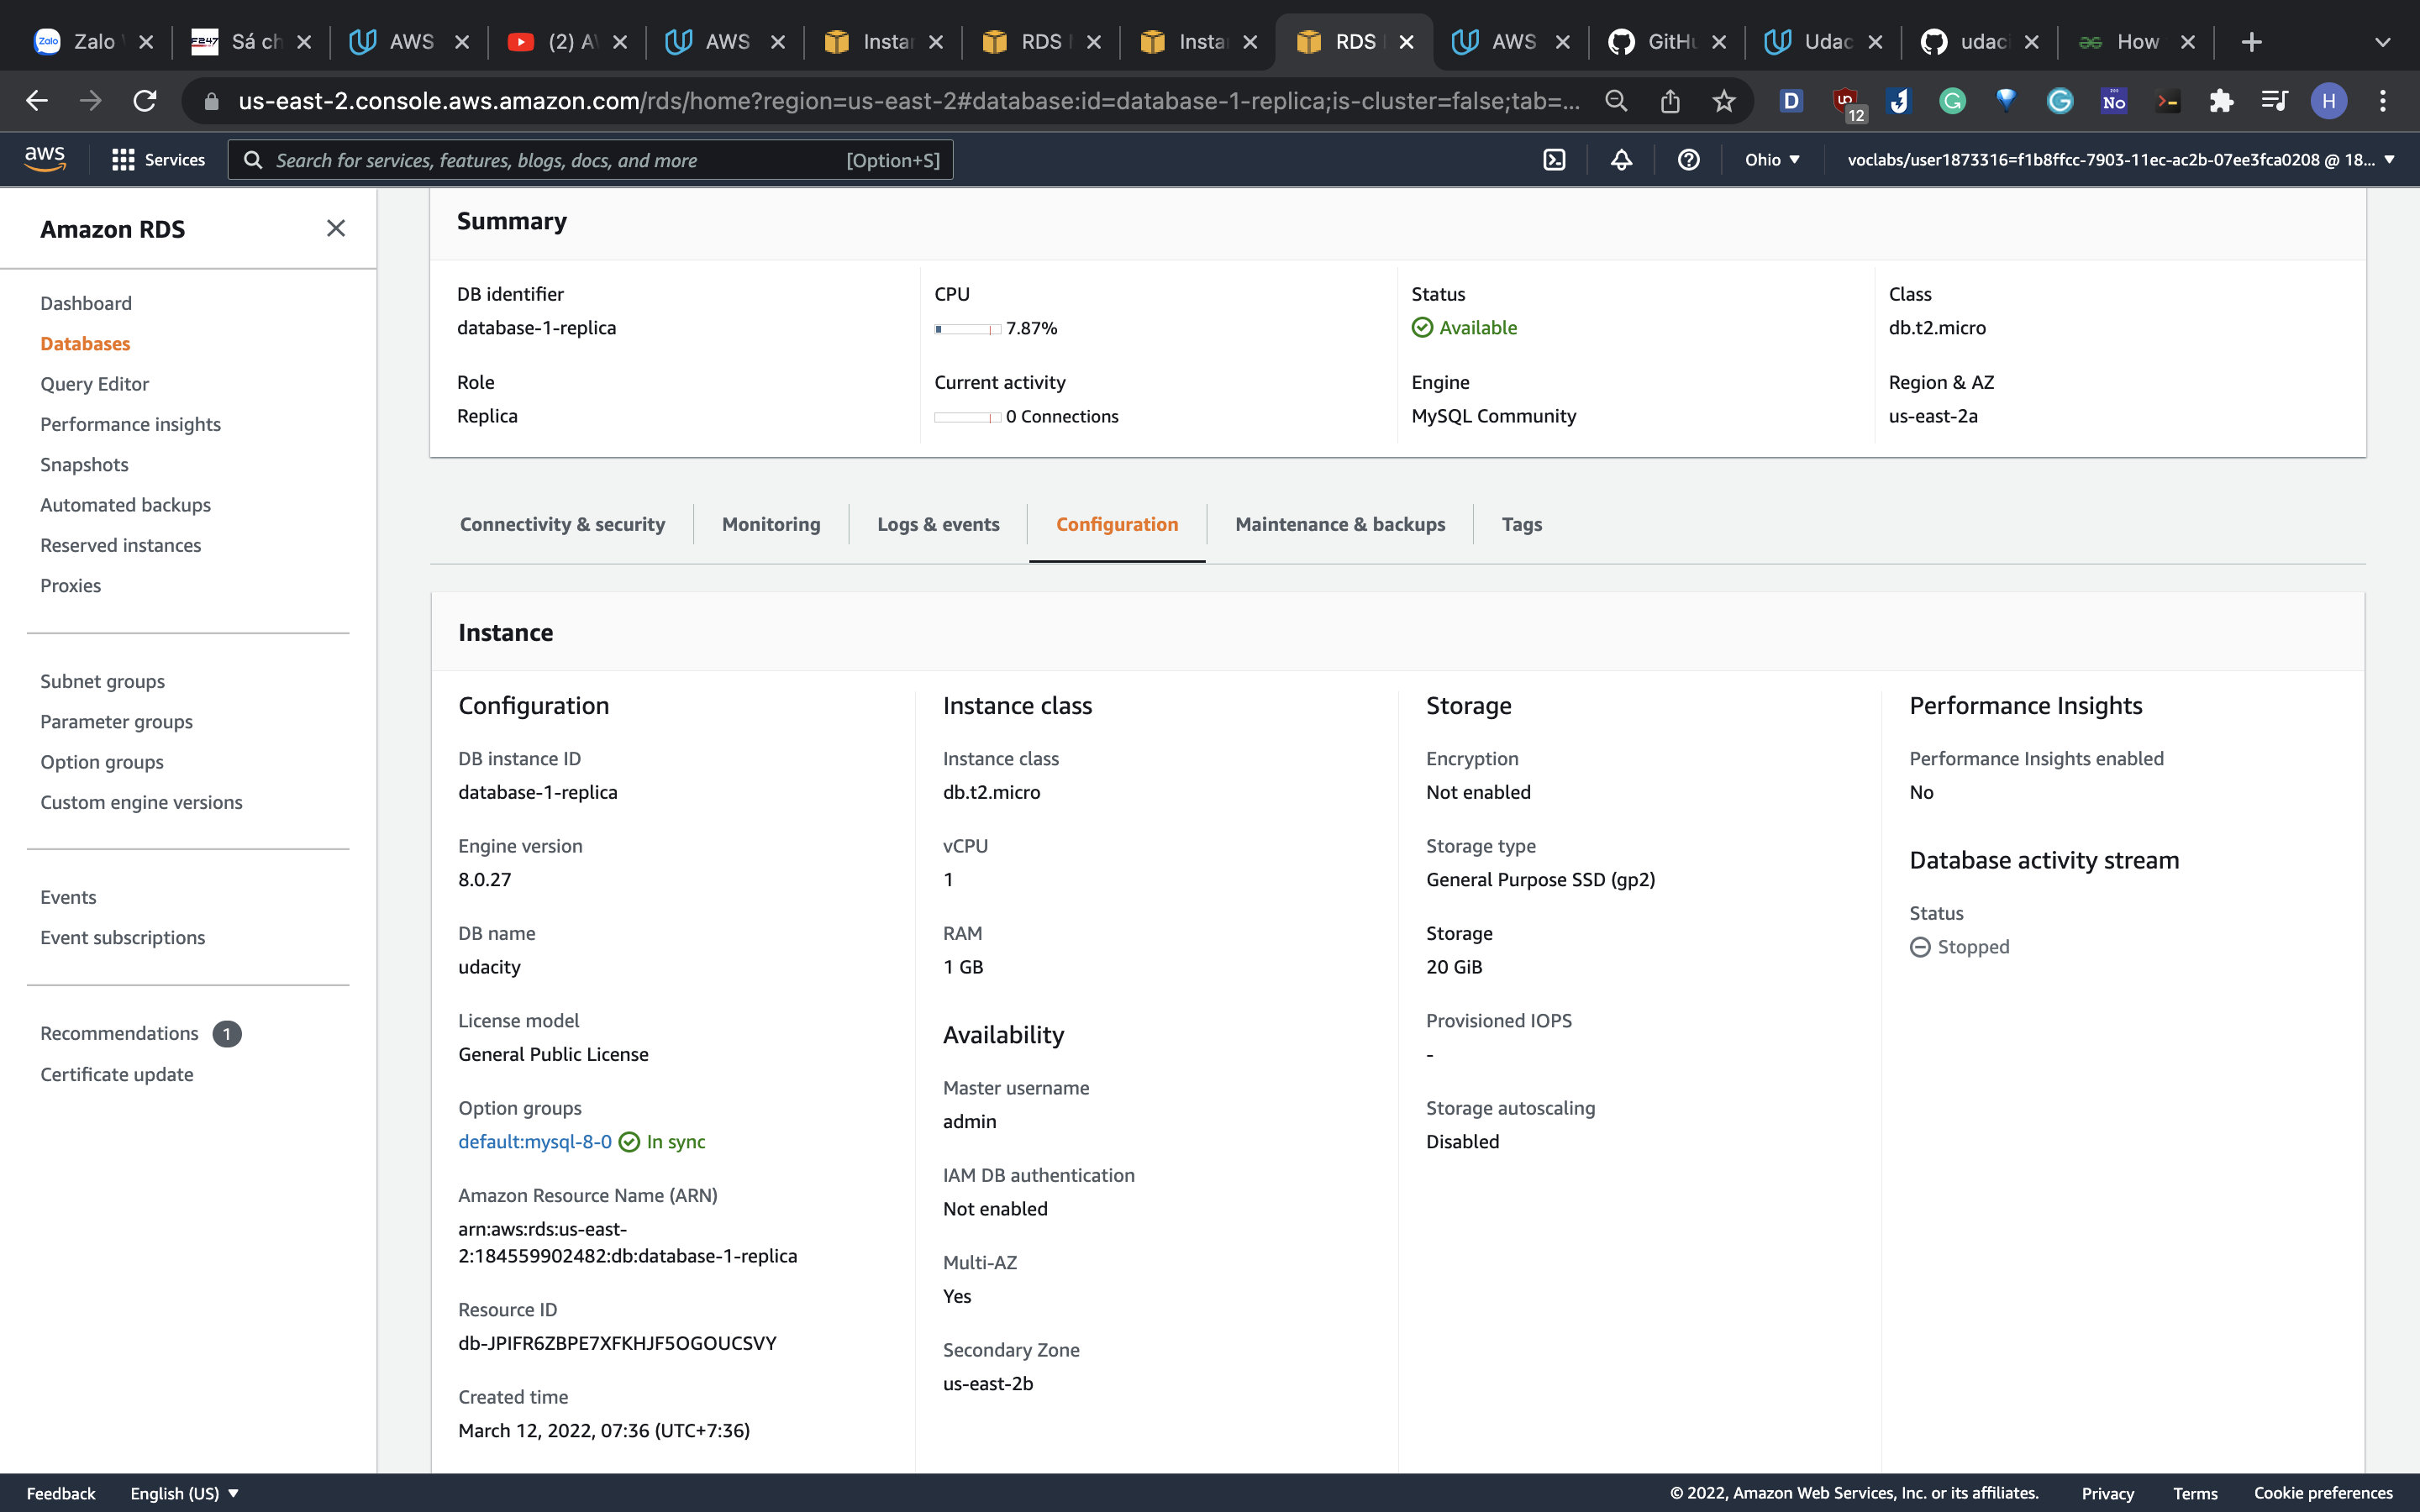 Zalo
Sá ch
AWS
(2) A
AWS
Insta
RDS
Insta
RDS
AWS
GitHu
Udac
udaci
How
us-east-2.console.aws.amazon.com/rds/home?region=us-east-2#database:id=database-1-replica;is-cluster=false;tab=...
12
No
H
aws
Services
Search for services, features, blogs, docs, and more
[Option+S]
Ohio
voclabs/user1873316=f1b8ffcc-7903-11ec-ac2b-07ee3fca0208 @ 18...
Amazon RDS
Dashboard
Databases
Query Editor
Performance insights
Snapshots
Automated backups
Reserved instances
Proxies
Subnet groups
Parameter groups
Option groups
Custom engine versions
Events
Event subscriptions
Recommendations 1
Certificate update
Summary
DB identifier
database-1-replica
CPU
7.87%
Status
Available
Class
db.t2.micro
Role
Replica
Current activity
0 Connections
Engine
MySQL Community
Region & AZ
us-east-2a
Connectivity & security
Monitoring
Logs & events
Configuration
Maintenance & backups
Tags
Instance
Configuration
DB instance ID
database-1-replica
Engine version
8.0.27
DB name
udacity
License model
General Public License
Option groups
default:mysql-8-0 In sync
Amazon Resource Name (ARN)
arn:aws:rds:us-east-
2:184559902482:db:database-1-replica
Resource ID
db-JPIFR6ZBPE7XFKHJF5OGOUCSVY
Created time
March 12, 2022, 07:36 (UTC+7:36)
Instance class
Instance class
db.t2.micro
vCPU
1
RAM
1 GB
Availability
Master username
admin
IAM DB authentication
Not enabled
Multi-AZ
Yes
Secondary Zone
us-east-2b
Storage
Encryption
Not enabled
Storage type
General Purpose SSD (gp2)
Storage
20 GiB
Provisioned IOPS
-
Storage autoscaling
Disabled
Performance Insights
Performance Insights enabled
No
Database activity stream
Status
Stopped
Feedback
English (US)
© 2022, Amazon Web Services, Inc. or its affiliates.
Privacy
Terms
Cookie preferences